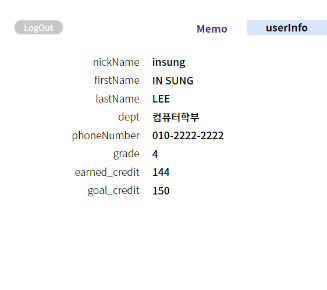 LogOut Memo userInfo
nickName insung
firstName IN SUNG
lastName LEE
dept 컴퓨터학부
phoneNumber 010-2222-2222
grade 4
earned_credit 144
goal_credit 150